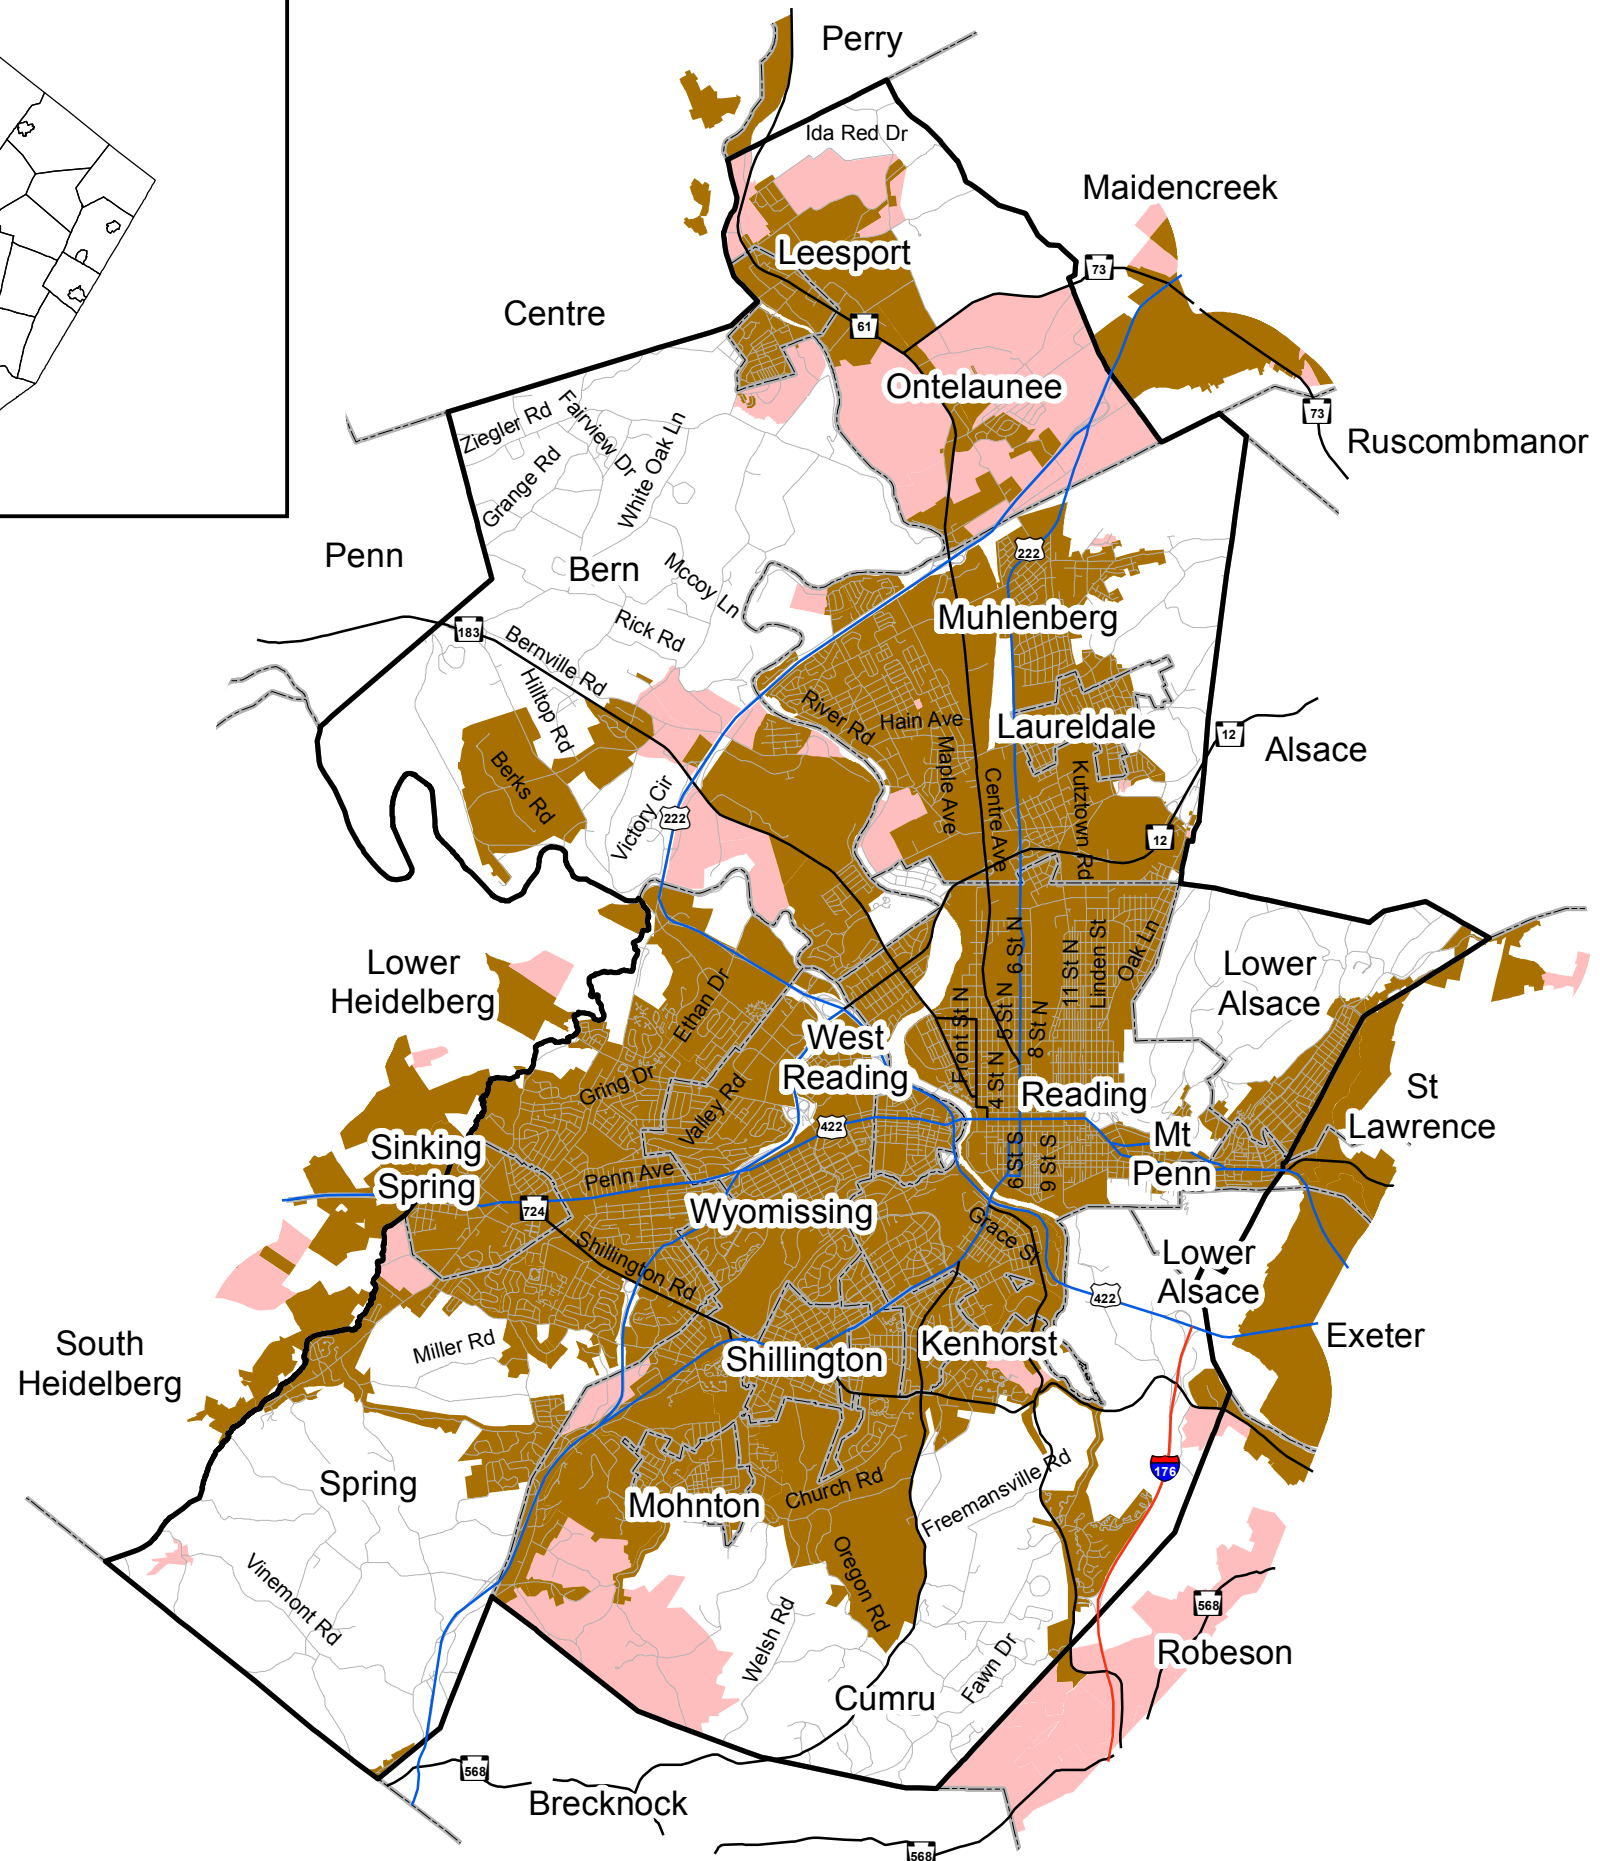 Perry
Ida Red Dr
Maidencreek
Leesport
73
Centre
61
Ontelaunee
73
Ruscombmanor
Ziegler Rd
Fairview Dr
White Oak Ln
Grange Rd
Penn
Bern
Mccoy Ln
222
Muhlenberg
183
Rick Rd
Bernville Rd
Hilltop Rd
River Rd
Hain Ave
Laureldale
12
Alsace
Maple Ave
Centre Ave
Kutztown Rd
Berks Rd
Victory Cir
222
12
Lower
Heidelberg
Ethan Dr
6 St N
11 St N
Linden St
Oak Ln
Lower
Alsace
Front St N
5 St N
8 St N
4 St N
West
Reading
Gring Dr
Valley Rd
Reading
St
Lawrence
422
Mt
Penn
Sinking
Spring
Penn Ave
6 St S
9 St S
724
Wyomissing
Grace St
Shillington Rd
Lower
Alsace
422
South
Heidelberg
Miller Rd
Shillington
Kenhorst
Exeter
Spring
Mohnton
Church Rd
Freemansville Rd
176
Oregon Rd
Vinemont Rd
Welsh Rd
Fawn Dr
568
Robeson
Cumru
568
Brecknock
568